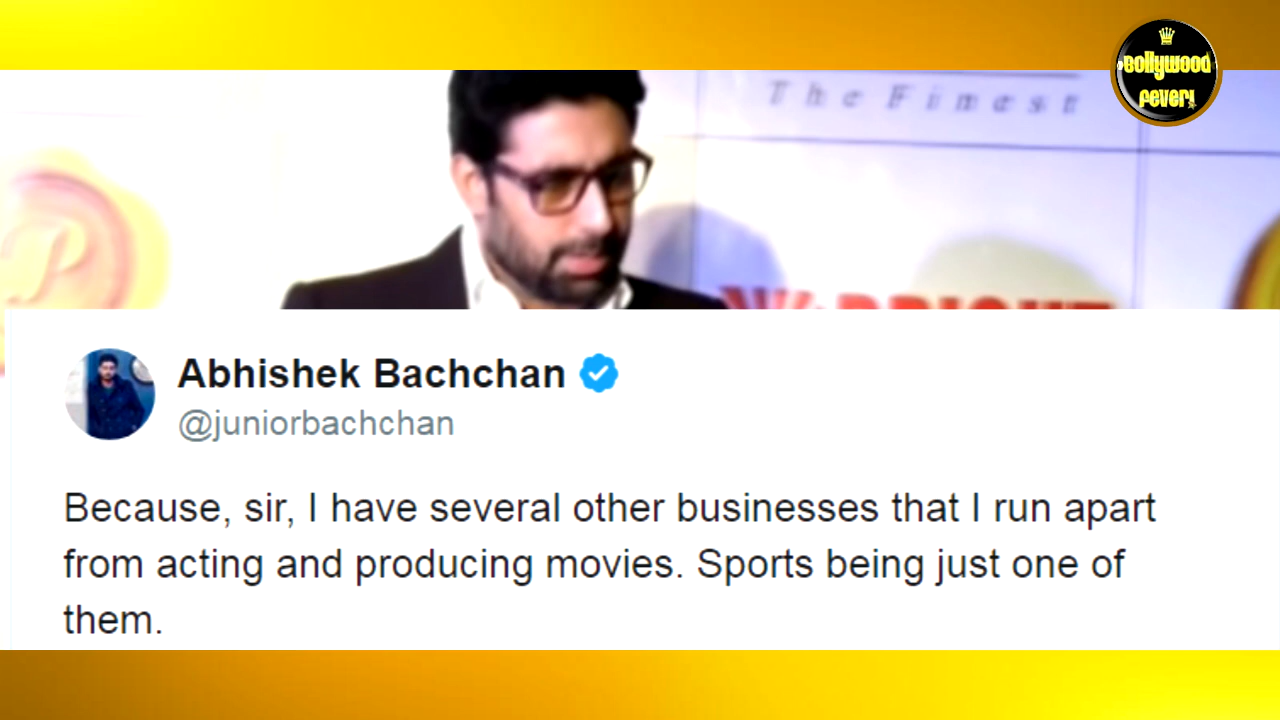 Bollywood
Fever!
The Finest
P
BRIGHT
Abhishek Bachchan
@juniorbachchan
Because, sir, I have several other businesses that I run apart
from acting and producing movies. Sports being just one of
them.